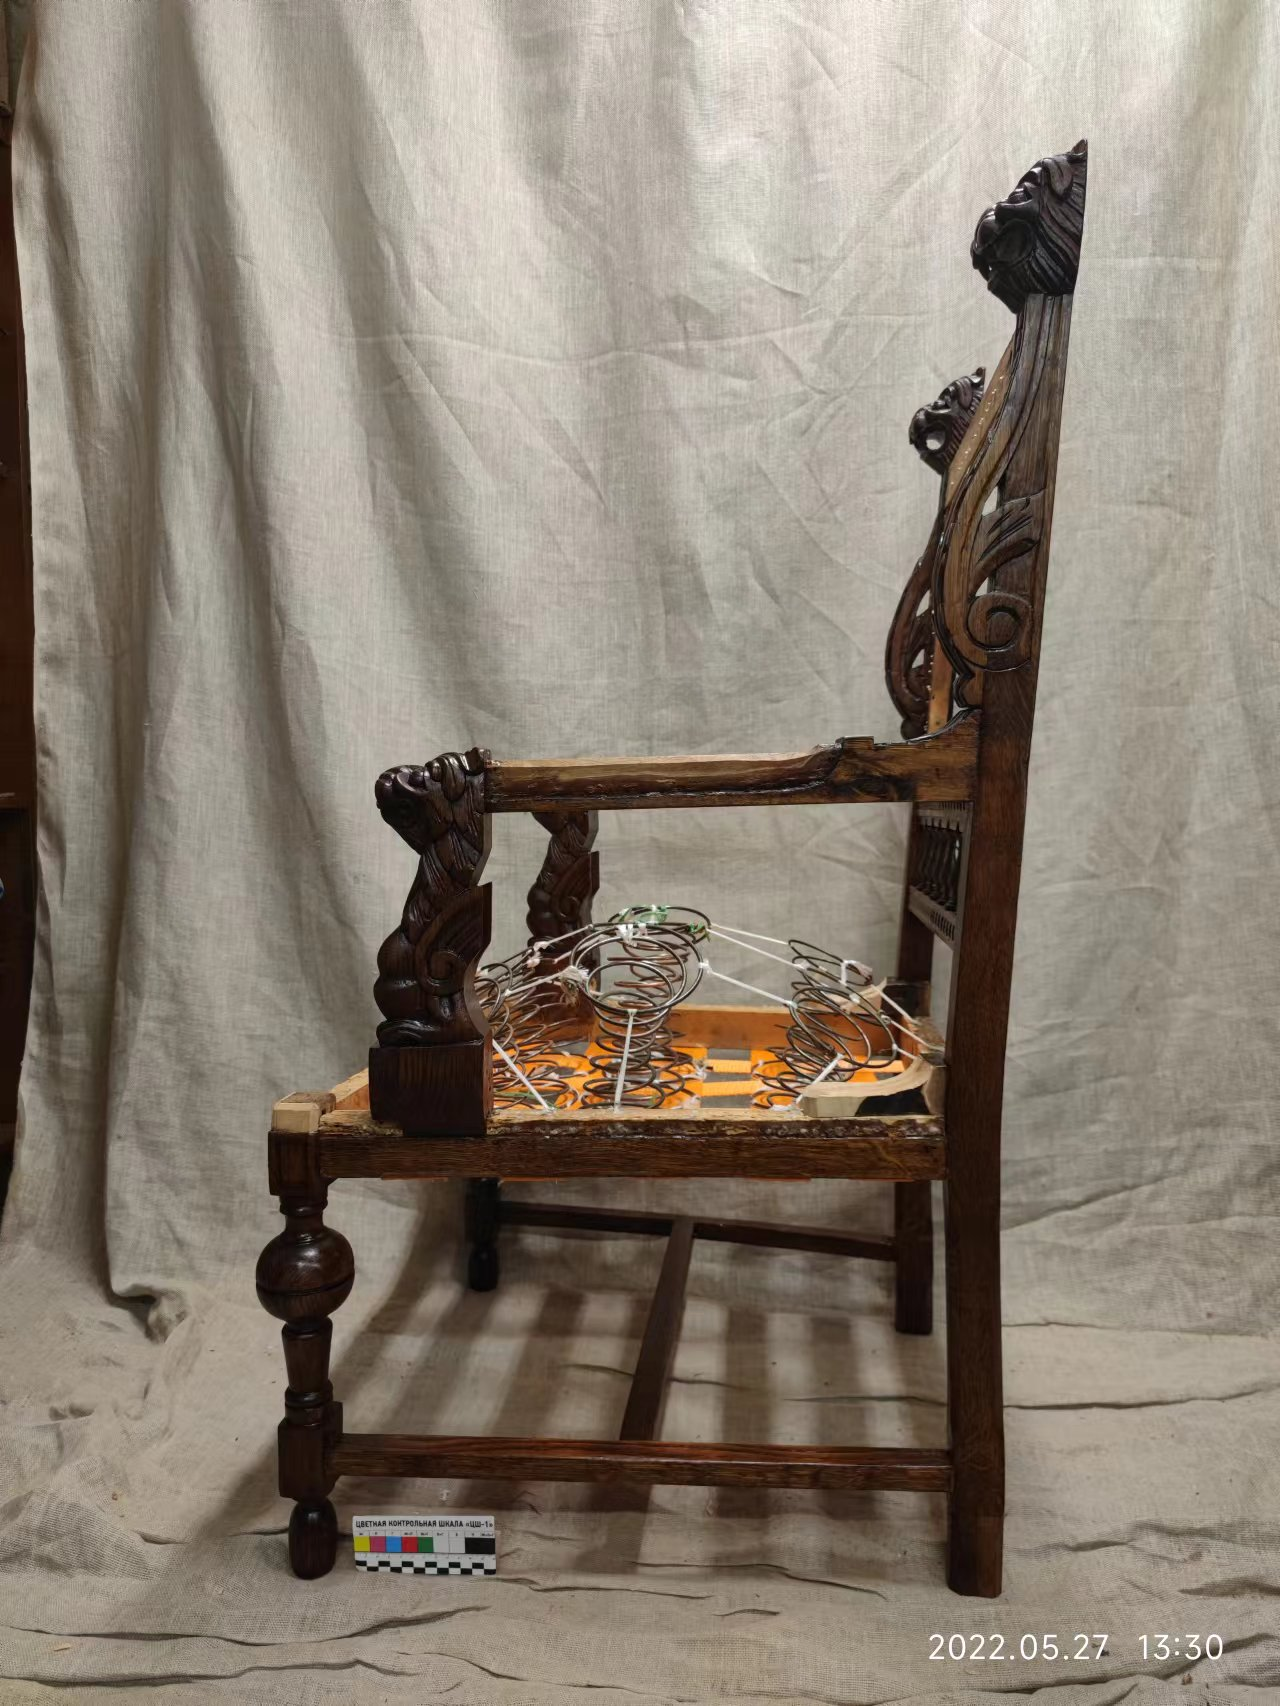 ЦВЕТНАЯ КОНТРОЛЬНАЯ ШКАЛА «ЦШ-1»
2022.05.27 13:30